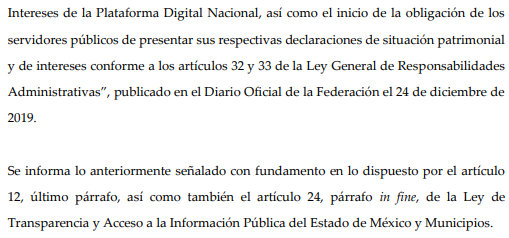 Intereses de la Plataforma Digital Nacional, así como el inicio de la obligación de los
servidores públicos de presentar sus respectivas declaraciones de situación patrimonial
y de intereses conforme a los artículos 32 y 33 de la Ley General de Responsabilidades
Administrativas”, publicado en el Diario Oficial de la Federación el 24 de diciembre de
2019.
Se informa lo anteriormente señalado con fundamento en lo dispuesto por el artículo
12, último párrafo, así como también el artículo 24, párrafo in fine, de la Ley de
Transparencia y Acceso a la Información Pública del Estado de México y Municipios.